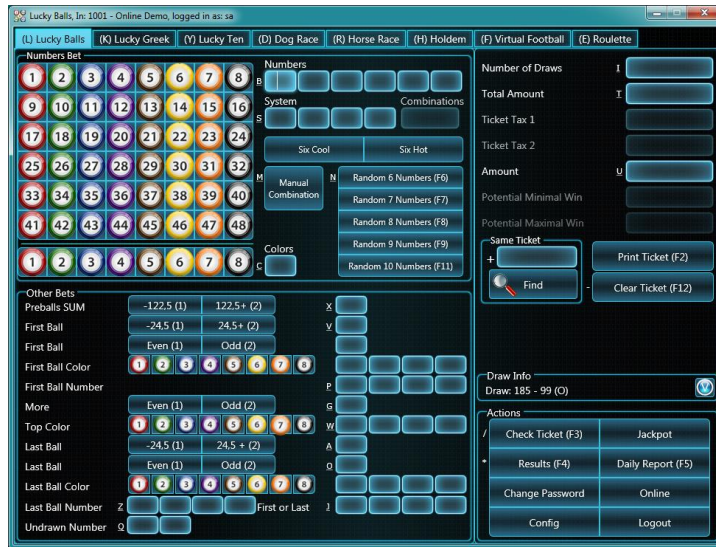 Lucky Balls, In: 1001 - Online Demo, logged in as: sa
(L) Lucky Balls (K) Lucky Greek (Y) Lucky Ten (D) Dog Race (R) Horse Race (H) Holdem (F) Virtual Football (E) Roulette
Numbers Bet
1 2 3 4 5 6 7 8
9 10 11 12 13 14 15 16
17 18 19 20 21 22 23 24
25 26 27 28 29 30 31 32
33 34 35 36 37 38 39 40
41 42 43 44 45 46 47 48
1 2 3 4 5 6 7 8
Numbers
B
System Combinations
S
Six Cool Six Hot
M Manual Combination N
Random 6 Numbers (F6)
Random 7 Numbers (F7)
Random 8 Numbers (F8)
Random 9 Numbers (F9)
Random 10 Numbers (F11)
Colors
C
Other Bets
Preballs SUM -122,5 (1) 122,5+ (2) X
First Ball -24,5 (1) 24,5+ (2) V
First Ball Even (1) Odd (2)
First Ball Color 1 2 3 4 5 6 7 8
First Ball Number P
More Even (1) Odd (2) G
Top Color 1 2 3 4 5 6 7 8 W
Last Ball -24,5 (1) 24,5 + (2) A
Last Ball Even (1) Odd (2) O
Last Ball Color 1 2 3 4 5 6 7 8
Last Ball Number Z First or Last J
Undrawn Number Q
Number of Draws I
Total Amount T
Ticket Tax 1
Ticket Tax 2
Amount U
Potential Minimal Win
Potential Maximal Win
Same Ticket
+ Print Ticket (F2)
Find - Clear Ticket (F12)
Draw Info
Draw: 185 - 99 (O)
Actions
/ Check Ticket (F3) Jackpot
* Results (F4) Daily Report (F5)
Change Password Online
Config Logout